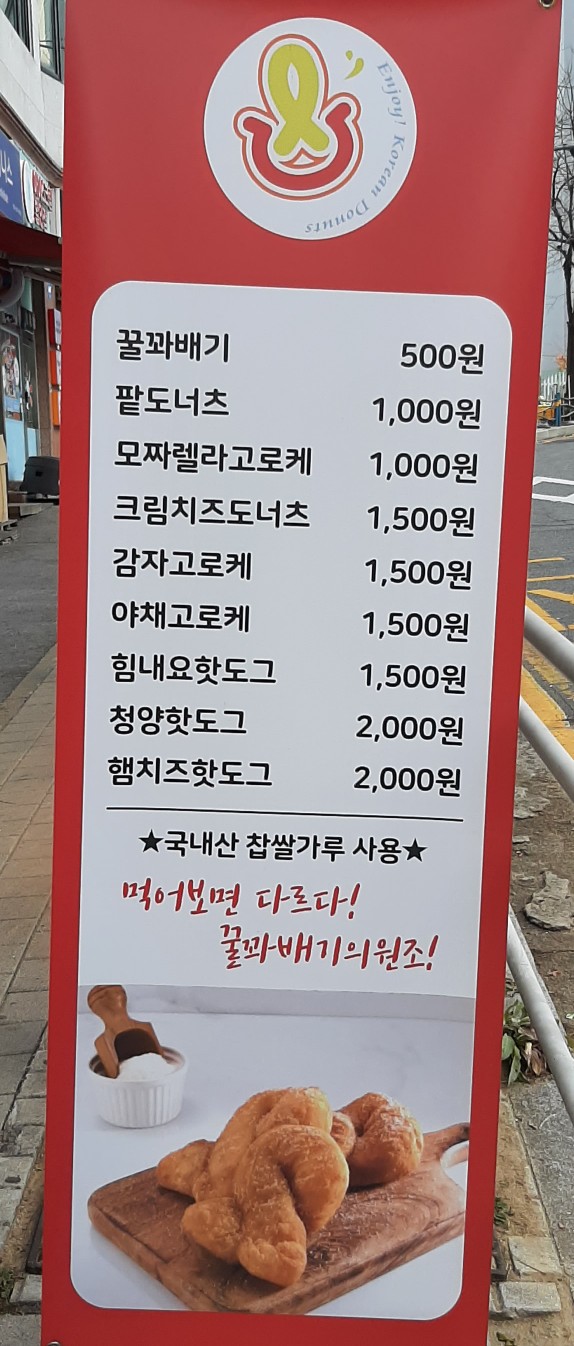 Enjoy! Korean Donuts
꿀꽈배기 500원
팥도너츠 1,000원
모짜렐라고로케 1,000원
크림치즈도너츠 1,500원
감자고로케 1,500원
야채고로케 1,500원
힘내요핫도그 1,500원
청양핫도그 2,000원
햄치즈핫도그 2,000원
★국내산 찹쌀가루 사용★
먹어보면 다르다!
꿀꽈배기의원조!